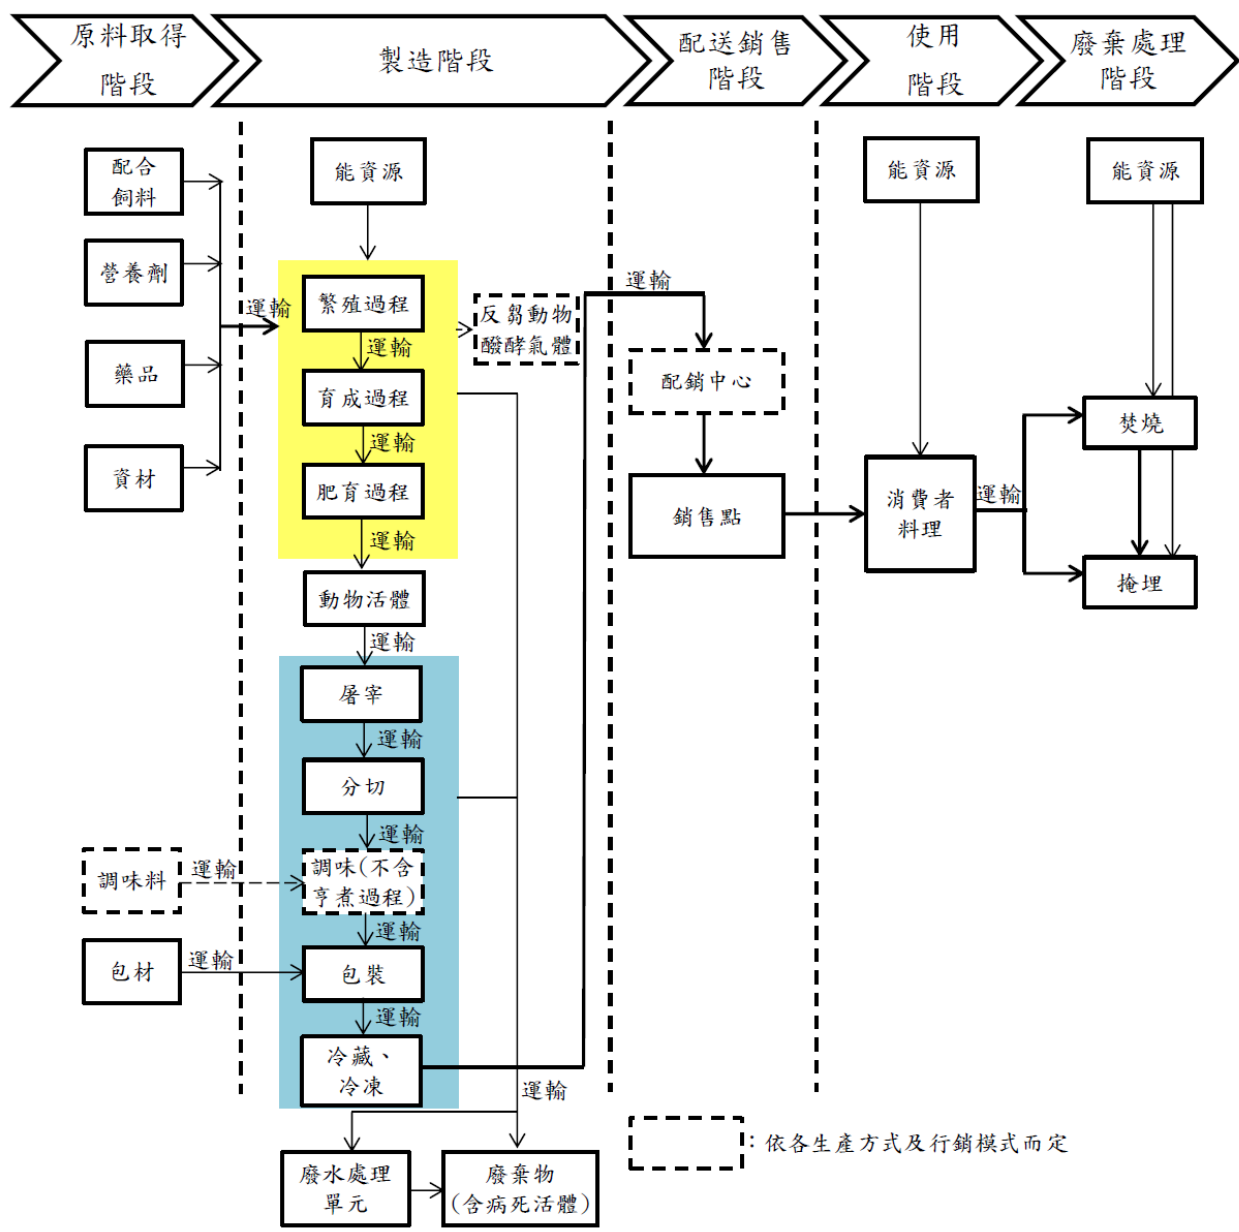 原料取得
階段
製造階段
配送銷售
階段
使用
階段
廢棄處理
階段
配合
飼料
營養劑
藥品
資材
運輸
調味料
運輸
包材
運輸
能資源
繁殖過程
運輸
育成過程
運輸
肥育過程
運輸
動物活體
運輸
屠宰
運輸
分切
運輸
調味(不含
亨煮過程)
運輸
包裝
運輸
冷藏、
冷凍
反芻動物
醱酵氣體
運輸
廢水處理
單元
廢棄物
(含病死活體)
運輸
配銷中心
銷售點
能資源
消費者
料理
運輸
能資源
焚燒
掩埋
：依各生產方式及行銷模式而定